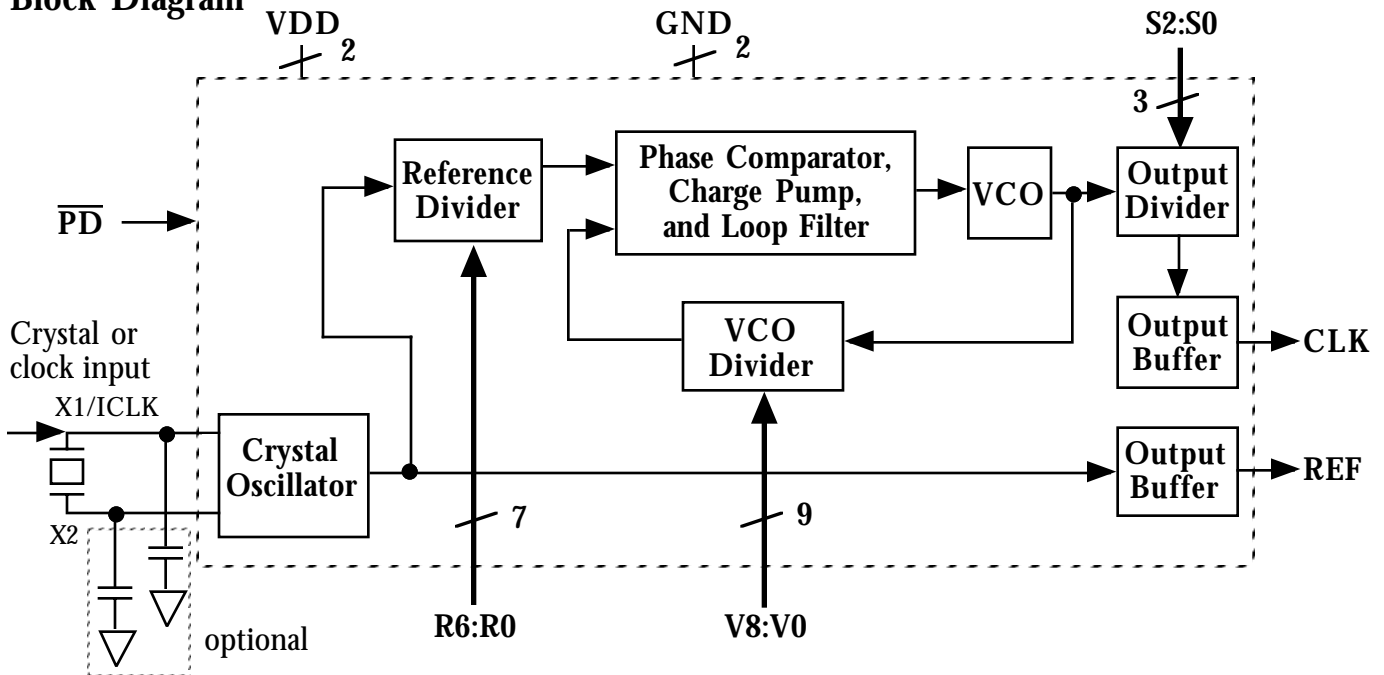 Block Diagram
VDD
2
GND
2
S2:S0
3
Reference
Divider
Phase Comparator,
Charge Pump,
and Loop Filter
VCO
Output
Divider
PD
VCO
Divider
Output
Buffer
CLK
Crystal or
clock input
X1/ICLK
Crystal
Oscillator
Output
Buffer
REF
X2
7
9
optional
R6:R0
V8:V0